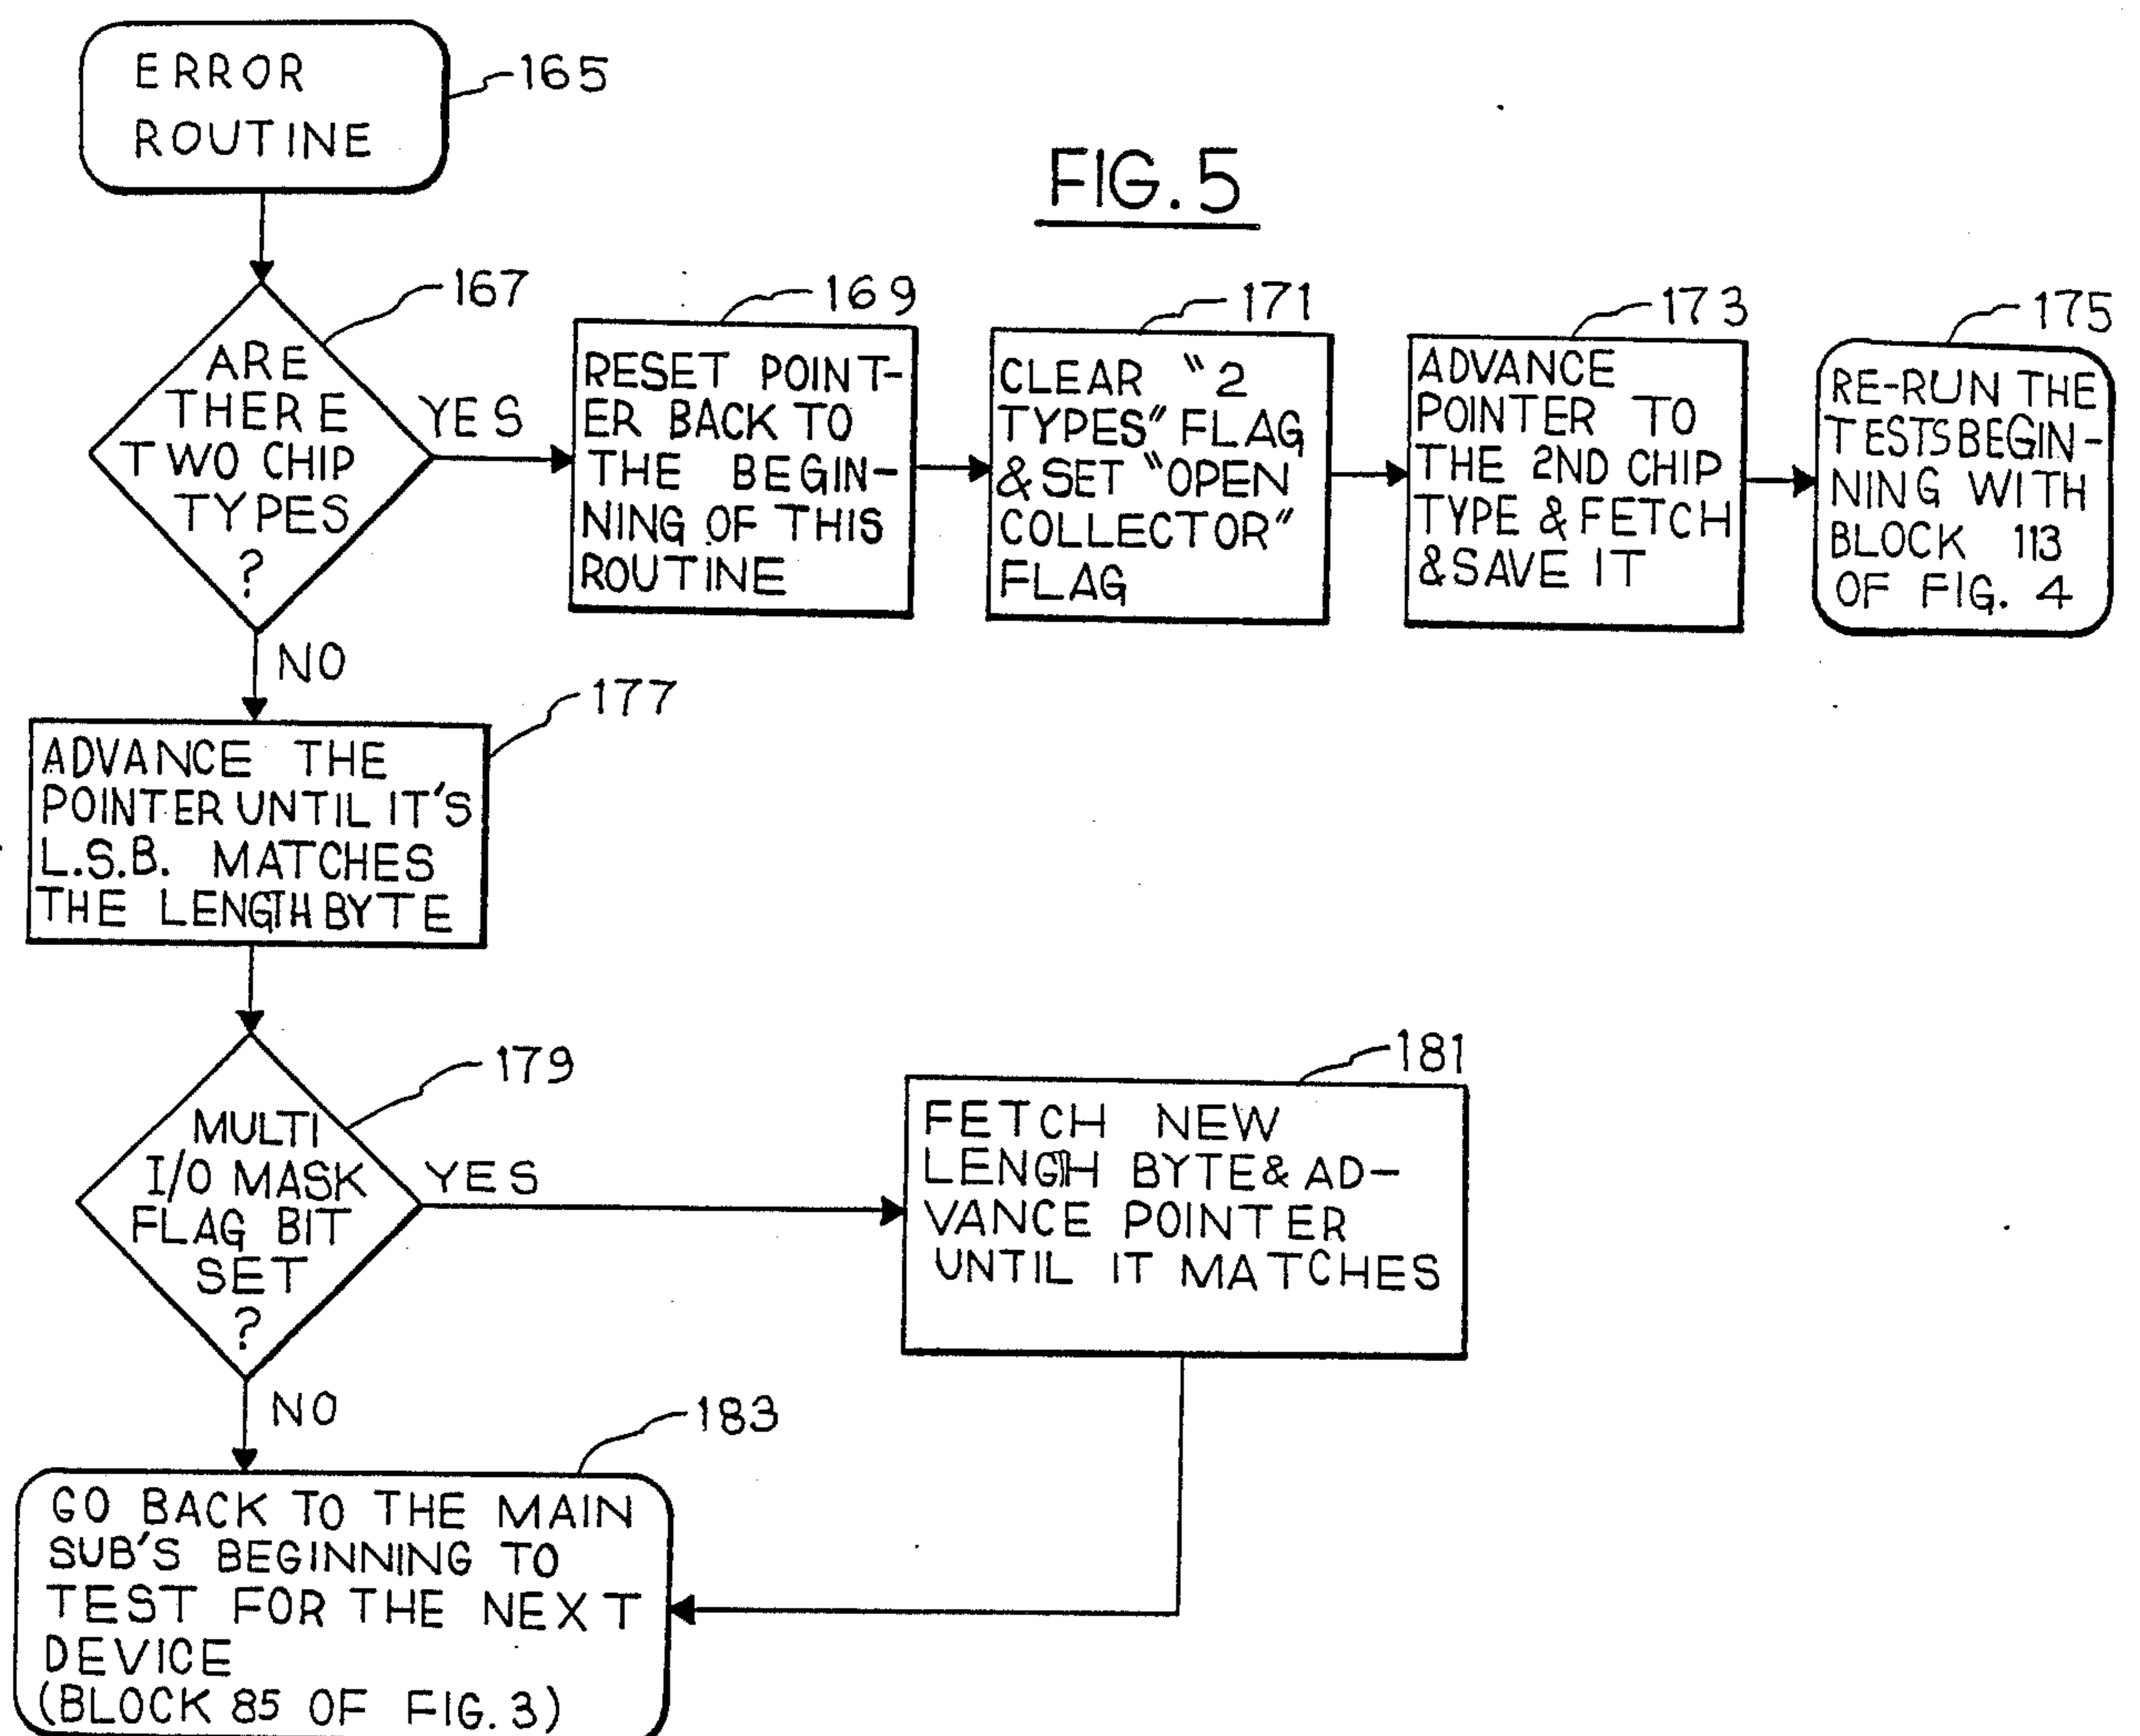 ERROR
ROUTINE
165
FIG. 5
167
ARE
THERE
TWO CHIP
TYPES
?
YES
169
RESET POINT-
ER BACK TO
THE BEGIN-
NING OF THIS
ROUTINE
171
CLEAR "2
TYPES" FLAG
& SET "OPEN
COLLECTOR"
FLAG
173
ADVANCE
POINTER TO
THE 2ND CHIP
TYPE & FETCH
& SAVE IT
175
RE-RUN THE
TESTS BEGIN-
NING WITH
BLOCK 113
OF FIG. 4
NO
177
ADVANCE THE
POINTER UNTIL IT'S
L.S.B. MATCHES
THE LENGTH BYTE
179
MULTI
I/O MASK
FLAG BIT
SET
?
YES
181
FETCH NEW
LENGH BYTE & AD-
VANCE POINTER
UNTIL IT MATCHES
NO
183
GO BACK TO THE MAIN
SUB'S BEGINNING TO
TEST FOR THE NEXT
DEVICE
(BLOCK 85 OF FIG. 3)